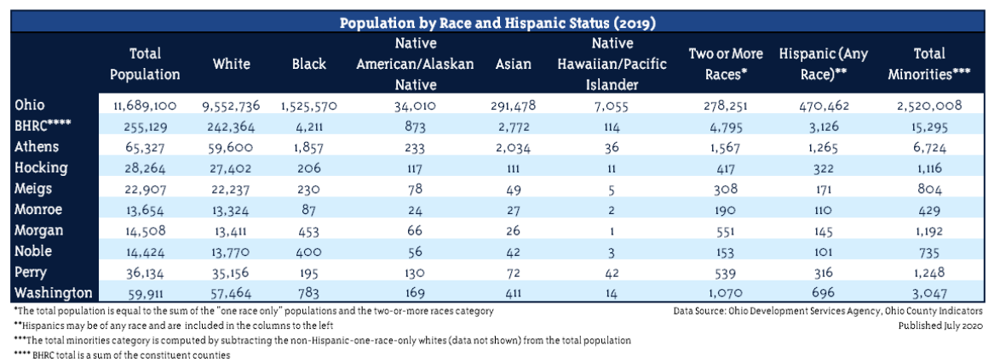 Population by Race and Hispanic Status (2019)
Total Population White Black Native American/Alaskan Native Asian Native Hawaiian/Pacific Islander Two or More Races* Hispanic (Any Race)** Total Minorities***
Ohio 11,689,100 9,552,736 1,525,570 34,010 291,478 7,055 278,251 470,462 2,520,008
BHRC**** 255,129 242,364 4,211 873 2,772 114 4,795 3,126 15,295
Athens 65,327 59,600 1,857 233 2,034 36 1,567 1,265 6,724
Hocking 28,264 27,402 206 117 111 11 417 322 1,116
Meigs 22,907 22,237 230 78 49 5 308 171 804
Monroe 13,654 13,324 87 24 27 2 190 110 429
Morgan 14,508 13,411 453 66 26 1 551 145 1,192
Noble 14,424 13,770 400 56 42 3 153 101 735
Perry 36,134 35,156 195 130 72 42 539 316 1,248
Washington 59,911 57,464 783 169 411 14 1,070 696 3,047
*The total population is equal to the sum of the "one race only" populations and the two-or-more races category
Data Source: Ohio Development Services Agency, Ohio County Indicators
**Hispanics may be of any race and are included in the columns to the left
Published July 2020
***The total minorities category is computed by subtracting the non-Hispanic-one-race-only whites (data not shown) from the total population
**** BHRC total is a sum of the constituent counties